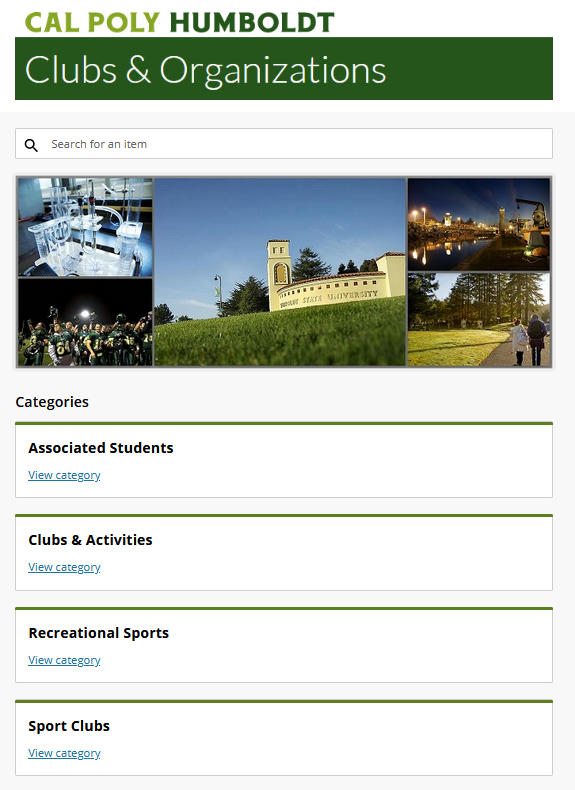 CAL POLY HUMBOLDT
Clubs & Organizations
Search for an item
HUMBOLDT STATE UNIVERSITY
Categories
Associated Students
View category
Clubs & Activities
View category
Recreational Sports
View category
Sport Clubs
View category